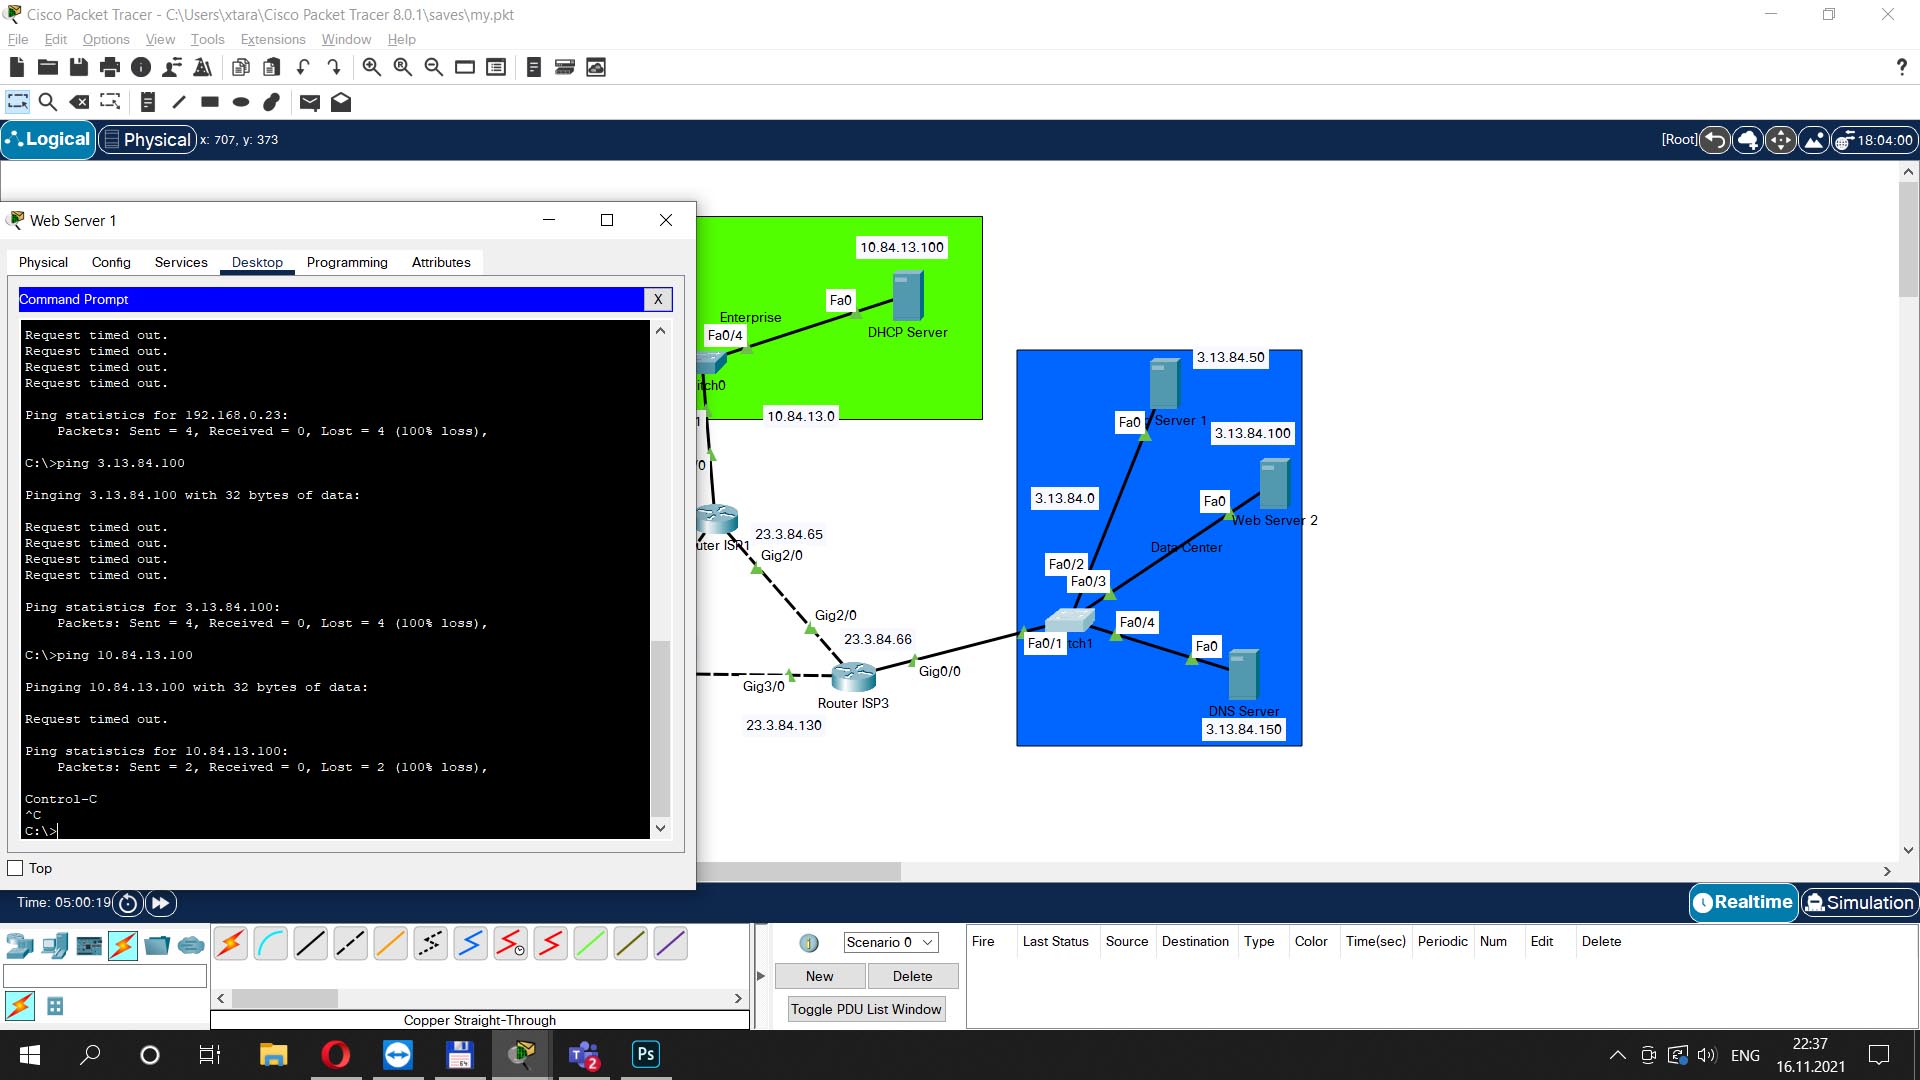 Cisco Packet Tracer - C:\Users\xtara\Cisco Packet Tracer 8.0.1\saves\my.pkt
File Edit Options View Tools Extensions Window Help
?
Logical Physical x: 707, y: 373
[Root] 18:04:00
Web Server 1
Physical Config Services Desktop Programming Attributes
Command Prompt X
Request timed out.
Request timed out.
Request timed out.
Request timed out.
Ping statistics for 192.168.0.23:
Packets: Sent = 4, Received = 0, Lost = 4 (100% loss),
C:\>ping 3.13.84.100
Pinging 3.13.84.100 with 32 bytes of data:
Request timed out.
Request timed out.
Request timed out.
Request timed out.
Ping statistics for 3.13.84.100:
Packets: Sent = 4, Received = 0, Lost = 4 (100% loss),
C:\>ping 10.84.13.100
Pinging 10.84.13.100 with 32 bytes of data:
Request timed out.
Ping statistics for 10.84.13.100:
Packets: Sent = 2, Received = 0, Lost = 2 (100% loss),
Control-C
^C
C:\>
Top
10.84.13.100
Fa0
Enterprise
DHCP Server
Fa0/4
itch0
10.84.13.0
1
/0
uter ISP1
23.3.84.65
Gig2/0
Gig2/0
23.3.84.66
Gig3/0
Gig0/0
Router ISP3
23.3.84.130
3.13.84.50
Fa0
Server 1
3.13.84.100
3.13.84.0
Fa0
Web Server 2
Data Center
Fa0/2
Fa0/3
Fa0/4
Fa0/1
tch1
Fa0
DNS Server
3.13.84.150
Time: 05:00:19
Realtime Simulation
Scenario 0
New Delete
Toggle PDU List Window
Fire Last Status Source Destination Type Color Time(sec) Periodic Num Edit Delete
Copper Straight-Through
64
Ps
2
ENG
22:37
16.11.2021